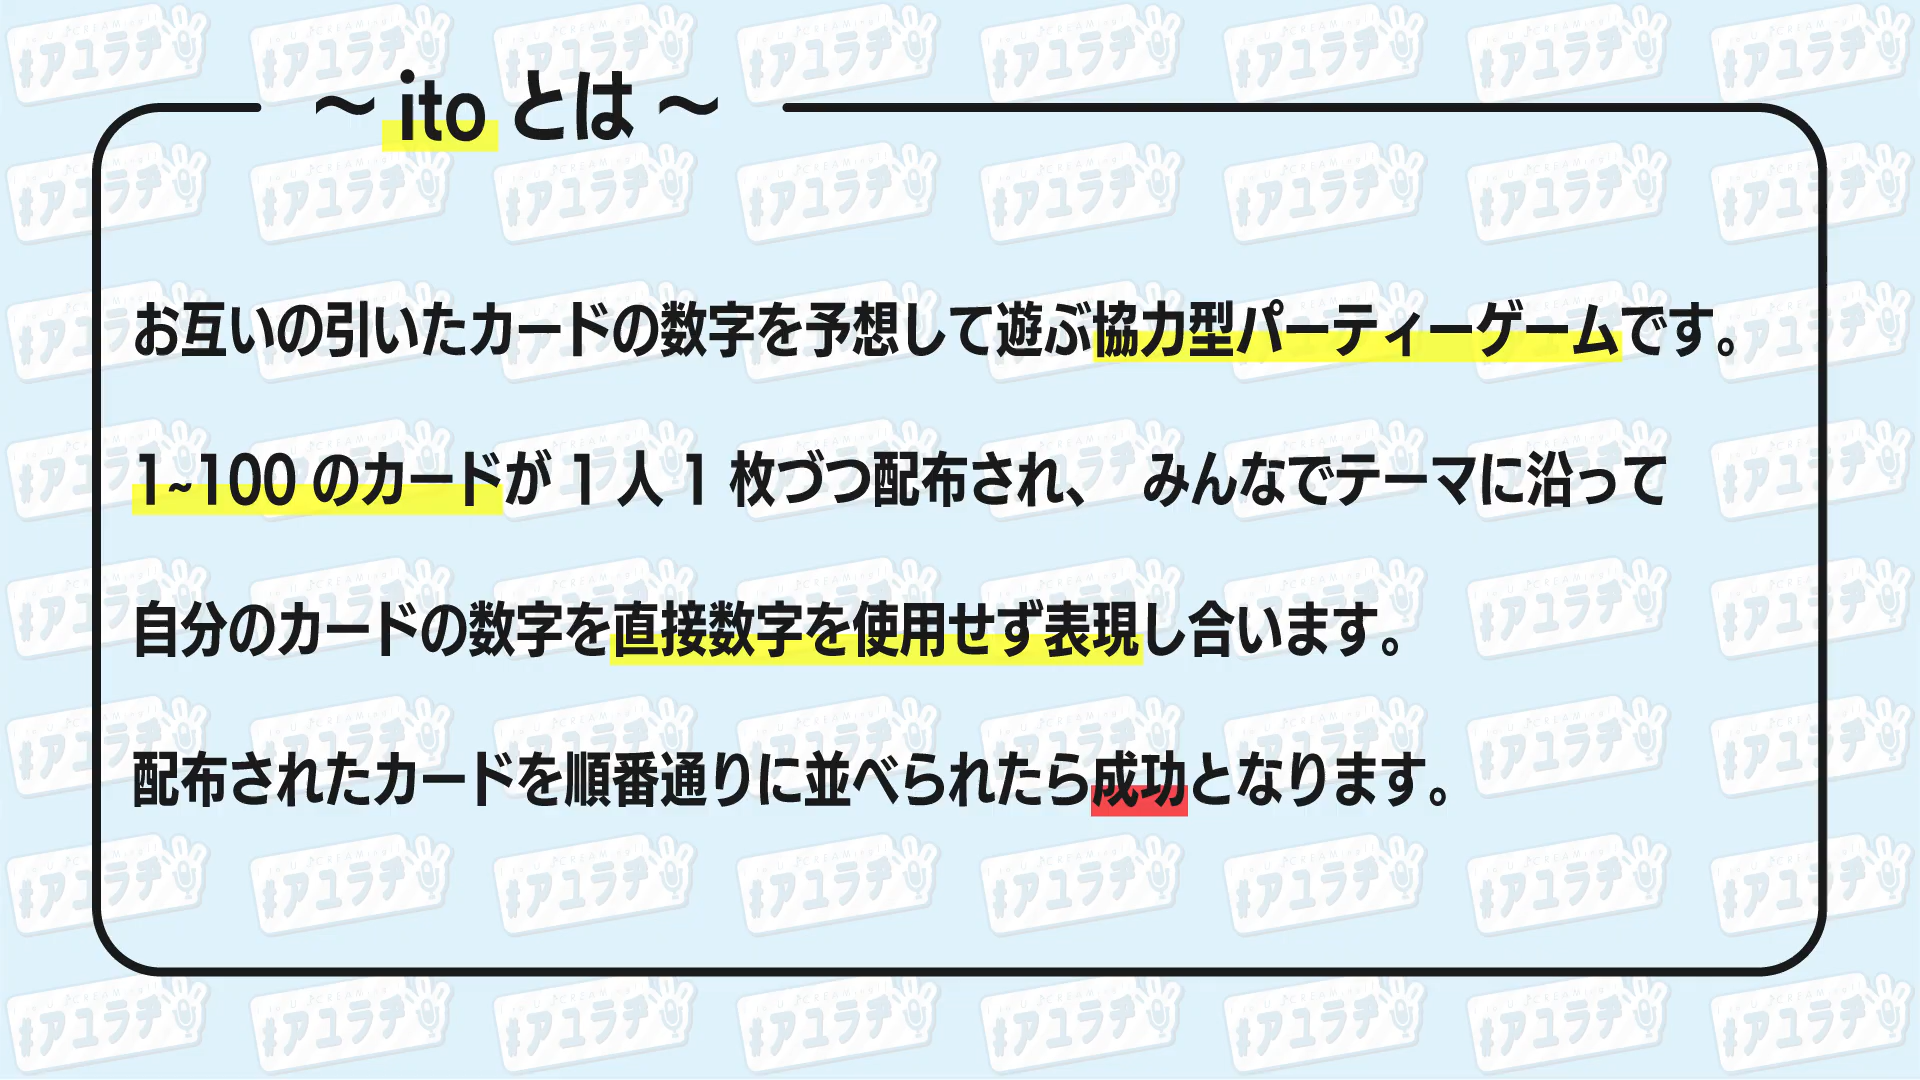 ～ ito とは ～
お互いの引いたカードの数字を予想して遊ぶ協力型パーティーゲームです。
1~100 のカードが 1 人 1 枚づつ配布され、 みんなでテーマに沿って
自分のカードの数字を直接数字を使用せず表現し合います。
配布されたカードを順番通りに並べられたら成功となります。
#アユラヂ